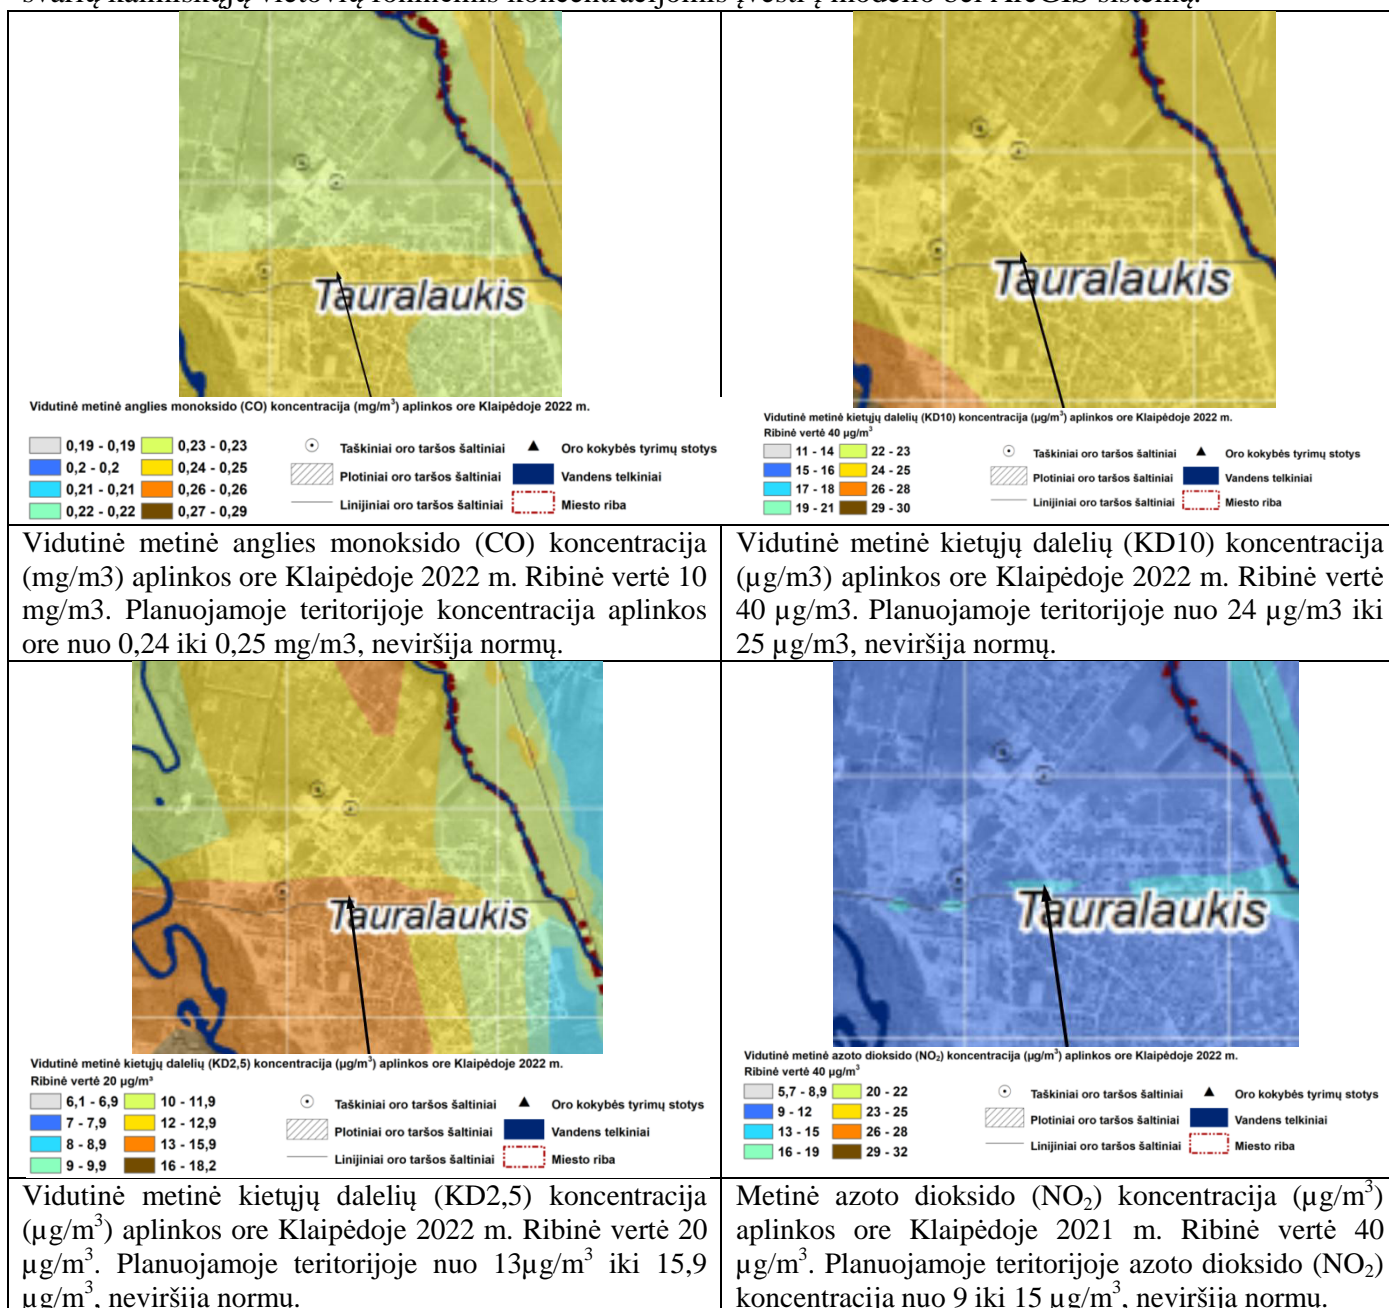 Tauralaukis
Vidutinė metinė anglies monoksido (CO) koncentracija (mg/m³) aplinkos ore Klaipėdoje 2022 m.
0,19 - 0,19 0,23 - 0,23
0,2 - 0,2 0,24 - 0,25
0,21 - 0,21 0,26 - 0,26
0,22 - 0,22 0,27 - 0,29
Taškiniai oro taršos šaltiniai Oro kokybės tyrimų stotys
Plotiniai oro taršos šaltiniai Vandens telkiniai
Linijiniai oro taršos šaltiniai Miesto riba
Vidutinė metinė anglies monoksido (CO) koncentracija
(mg/m3) aplinkos ore Klaipėdoje 2022 m. Ribinė vertė 10
mg/m3. Planuojamoje teritorijoje koncentracija aplinkos
ore nuo 0,24 iki 0,25 mg/m3, neviršija normų.
Tauralaukis
Vidutinė metinė kietųjų dalelių (KD10) koncentracija (µg/m³) aplinkos ore Klaipėdoje 2022 m.
Ribinė vertė 40 µg/m³
11 - 14 22 - 23
15 - 16 24 - 25
17 - 18 26 - 28
19 - 21 29 - 30
Taškiniai oro taršos šaltiniai Oro kokybės tyrimų stotys
Plotiniai oro taršos šaltiniai Vandens telkiniai
Linijiniai oro taršos šaltiniai Miesto riba
Vidutinė metinė kietųjų dalelių (KD10) koncentracija
(µg/m3) aplinkos ore Klaipėdoje 2022 m. Ribinė vertė
40 µg/m3. Planuojamoje teritorijoje nuo 24 µg/m3 iki
25 µg/m3, neviršija normų.
Tauralaukis
Vidutinė metinė kietųjų dalelių (KD2,5) koncentracija (µg/m³) aplinkos ore Klaipėdoje 2022 m.
Ribinė vertė 20 µg/m³
6,1 - 6,9 10 - 11,9
7 - 7,9 12 - 12,9
8 - 8,9 13 - 15,9
9 - 9,9 16 - 18,2
Taškiniai oro taršos šaltiniai Oro kokybės tyrimų stotys
Plotiniai oro taršos šaltiniai Vandens telkiniai
Linijiniai oro taršos šaltiniai Miesto riba
Vidutinė metinė kietųjų dalelių (KD2,5) koncentracija
(µg/m³) aplinkos ore Klaipėdoje 2022 m. Ribinė vertė 20
µg/m³. Planuojamoje teritorijoje nuo 13µg/m³ iki 15,9
µg/m³, neviršija normų.
Tauralaukis
Vidutinė metinė azoto dioksido (NO₂) koncentracija (µg/m³) aplinkos ore Klaipėdoje 2022 m.
Ribinė vertė 40 µg/m³
5,7 - 8,9 20 - 22
9 - 12 23 - 25
13 - 15 26 - 28
16 - 19 29 - 32
Taškiniai oro taršos šaltiniai Oro kokybės tyrimų stotys
Plotiniai oro taršos šaltiniai Vandens telkiniai
Linijiniai oro taršos šaltiniai Miesto riba
Metinė azoto dioksido (NO₂) koncentracija (µg/m³)
aplinkos ore Klaipėdoje 2021 m. Ribinė vertė 40
µg/m³. Planuojamoje teritorijoje azoto dioksido (NO₂)
koncentracija nuo 9 iki 15 µg/m³, neviršija normų.